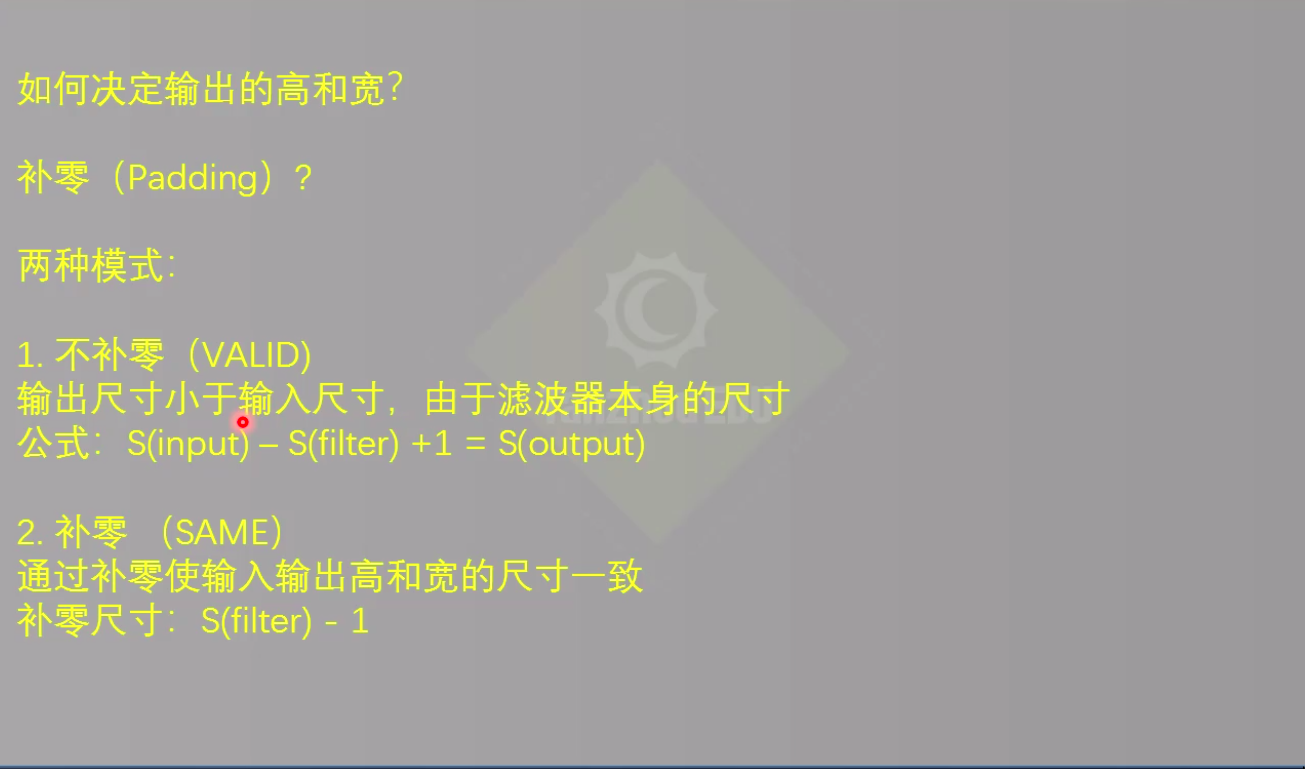 如何决定输出的高和宽？
补零（Padding）?
两种模式：
1. 不补零（VALID)
输出尺寸小于输入尺寸，由于滤波器本身的尺寸
公式：S(input) – S(filter) +1 = S(output)
2. 补零 （SAME）
通过补零使输入输出高和宽的尺寸一致
补零尺寸：S(filter) - 1